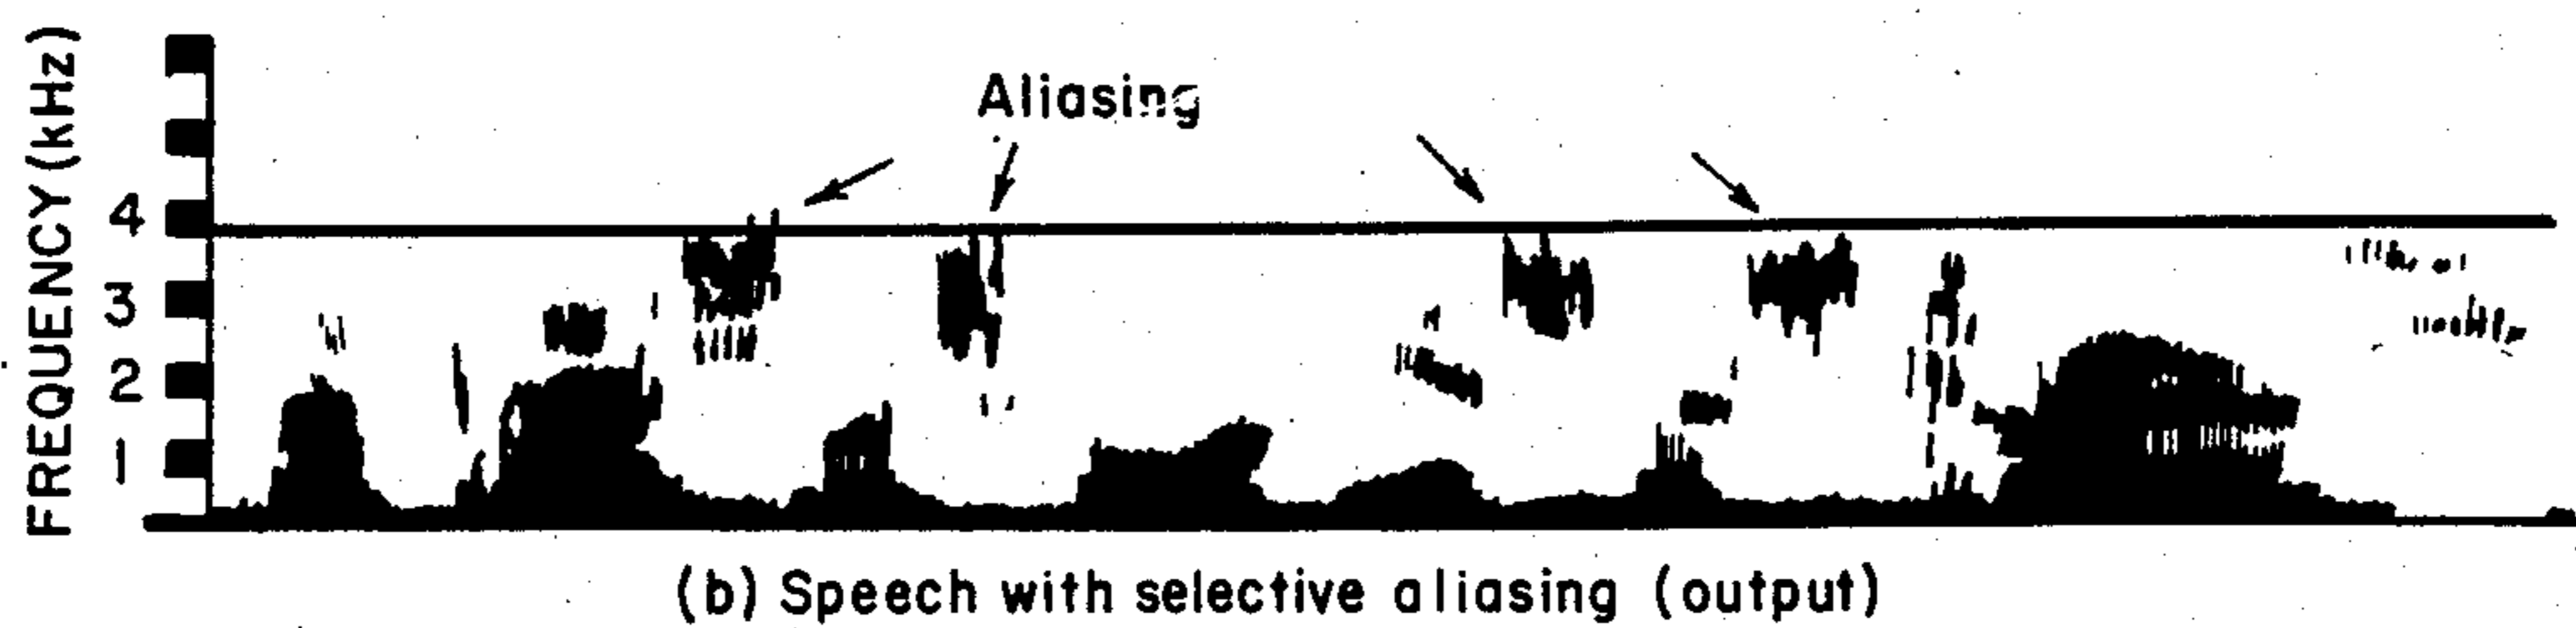 FREQUENCY (kHz)
Aliasing
4
3
2
1
(b) Speech with selective aliasing (output)